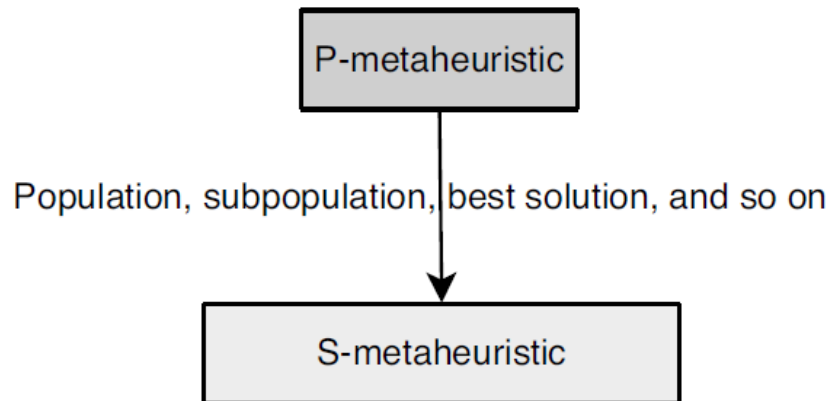 P-metaheuristic
Population, subpopulation, best solution, and so on
S-metaheuristic